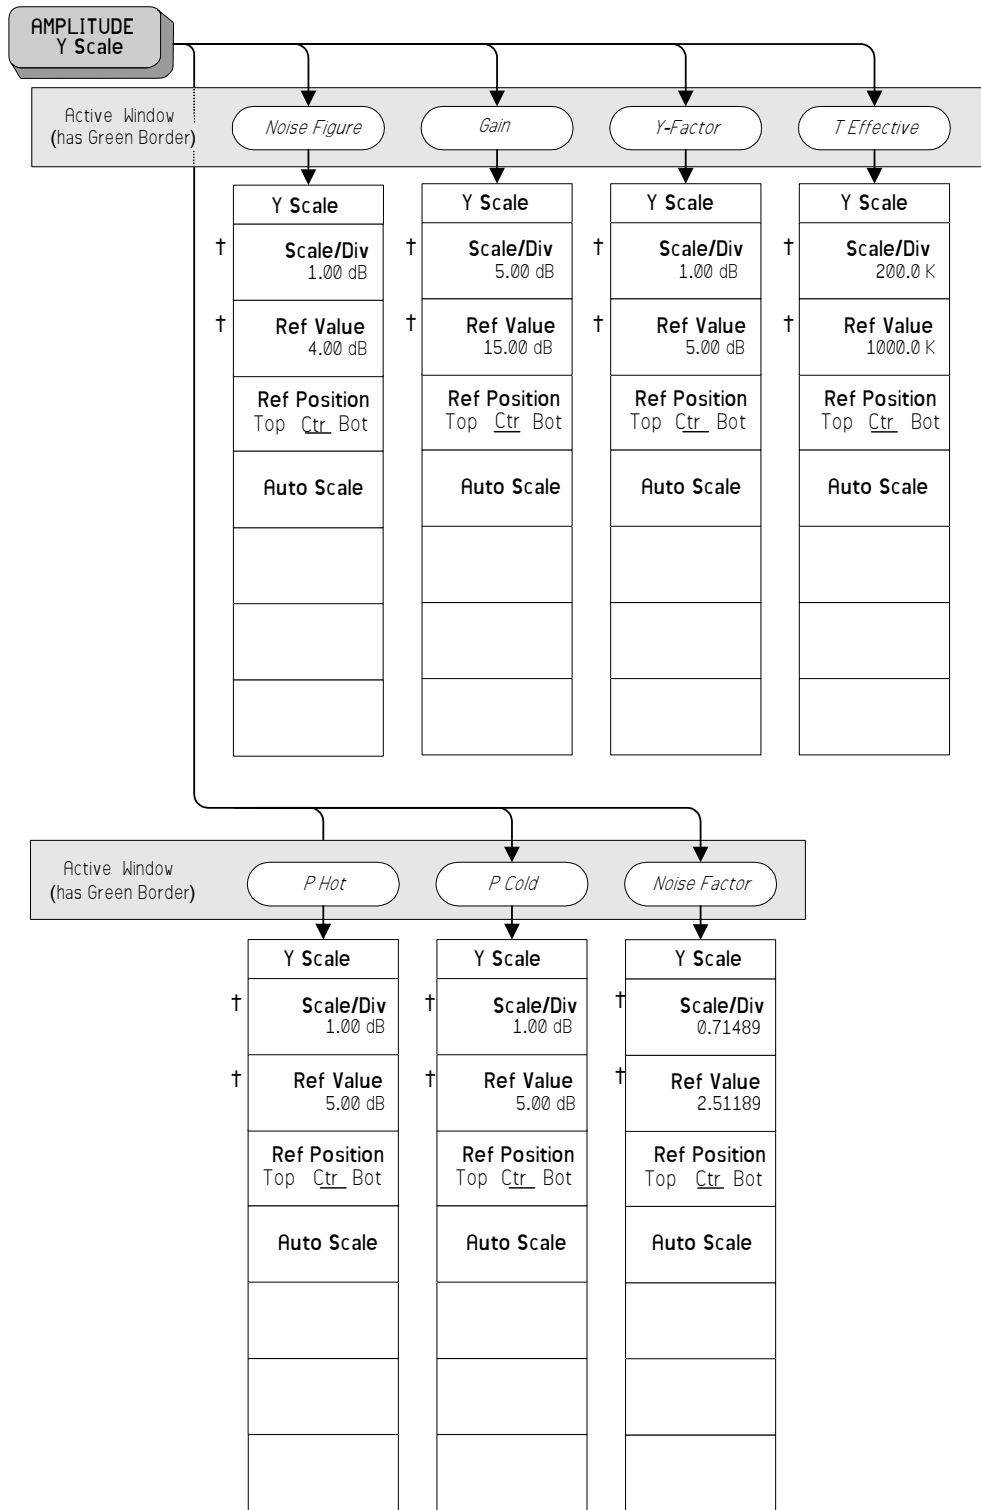 AMPLITUDE
Y Scale
Active Window
(has Green Border)
Noise Figure
Gain
Y-Factor
T Effective
Y Scale
† Scale/Div
1.00 dB
† Ref Value
4.00 dB
Ref Position
Top Ctr Bot
Auto Scale
Y Scale
† Scale/Div
5.00 dB
† Ref Value
15.00 dB
Ref Position
Top Ctr Bot
Auto Scale
Y Scale
† Scale/Div
1.00 dB
† Ref Value
5.00 dB
Ref Position
Top Ctr Bot
Auto Scale
Y Scale
† Scale/Div
200.0 K
† Ref Value
1000.0 K
Ref Position
Top Ctr Bot
Auto Scale
Active Window
(has Green Border)
P Hot
P Cold
Noise Factor
Y Scale
† Scale/Div
1.00 dB
† Ref Value
5.00 dB
Ref Position
Top Ctr Bot
Auto Scale
Y Scale
† Scale/Div
1.00 dB
† Ref Value
5.00 dB
Ref Position
Top Ctr Bot
Auto Scale
Y Scale
† Scale/Div
0.71489
† Ref Value
2.51189
Ref Position
Top Ctr Bot
Auto Scale